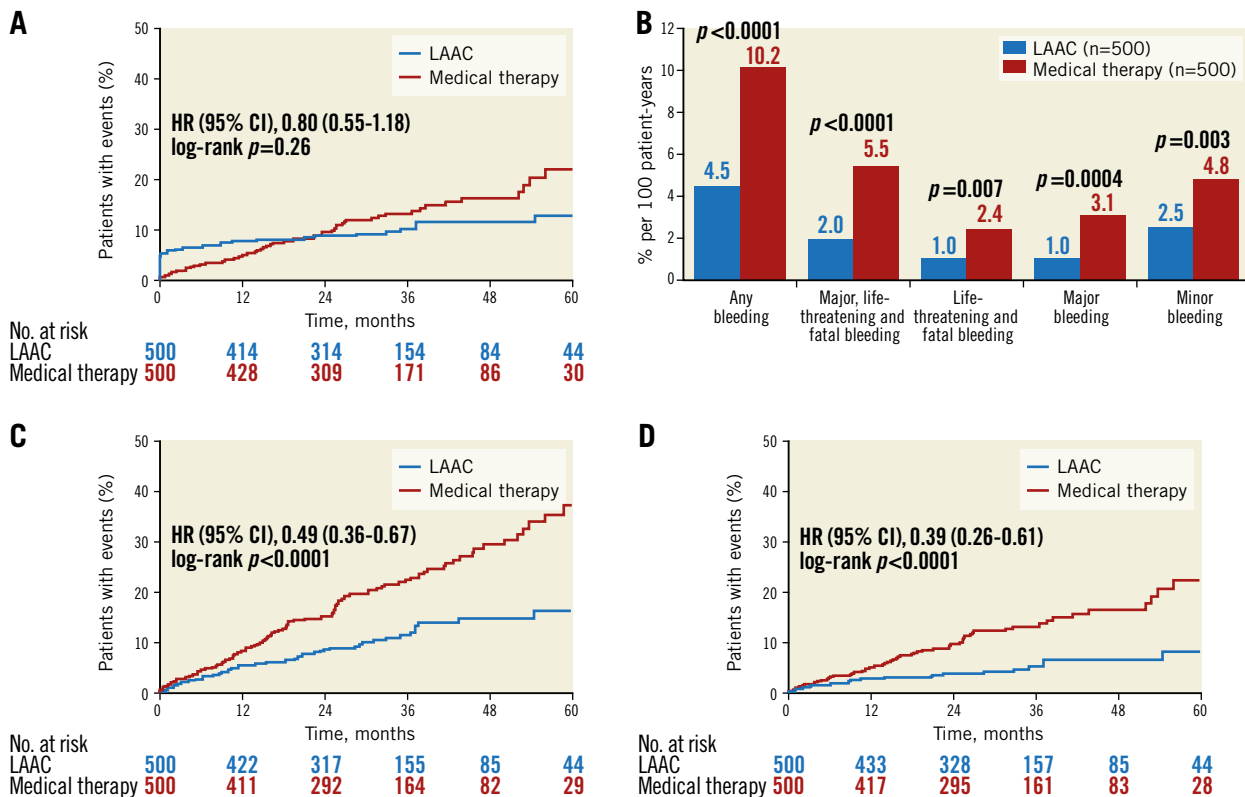 A
50
40
30
20
10
0
Patients with events (%)
LAAC
Medical therapy
HR (95% CI), 0.80 (0.55-1.18)
log-rank p=0.26
0 12 24 36 48 60
Time, months
No. at risk
LAAC 500 414 314 154 84 44
Medical therapy 500 428 309 171 86 30
B
12
10
8
6
4
2
0
% per 100 patient-years
LAAC (n=500)
Medical therapy (n=500)
p<0.0001
4.5 10.2
p<0.0001
2.0 5.5
p=0.007
1.0 2.4
p=0.0004
1.0 3.1
p=0.003
2.5 4.8
Any
bleeding
Major, life-
threatening and
fatal bleeding
Life-
threatening and
fatal bleeding
Major
bleeding
Minor
bleeding
C
50
40
30
20
10
0
Patients with events (%)
LAAC
Medical therapy
HR (95% CI), 0.49 (0.36-0.67)
log-rank p<0.0001
0 12 24 36 48 60
Time, months
No. at risk
LAAC 500 422 317 155 85 44
Medical therapy 500 411 292 164 82 29
D
50
40
30
20
10
0
Patients with events (%)
LAAC
Medical therapy
HR (95% CI), 0.39 (0.26-0.61)
log-rank p<0.0001
0 12 24 36 48 60
Time, months
No. at risk
LAAC 500 433 328 157 85 44
Medical therapy 500 417 295 161 83 28